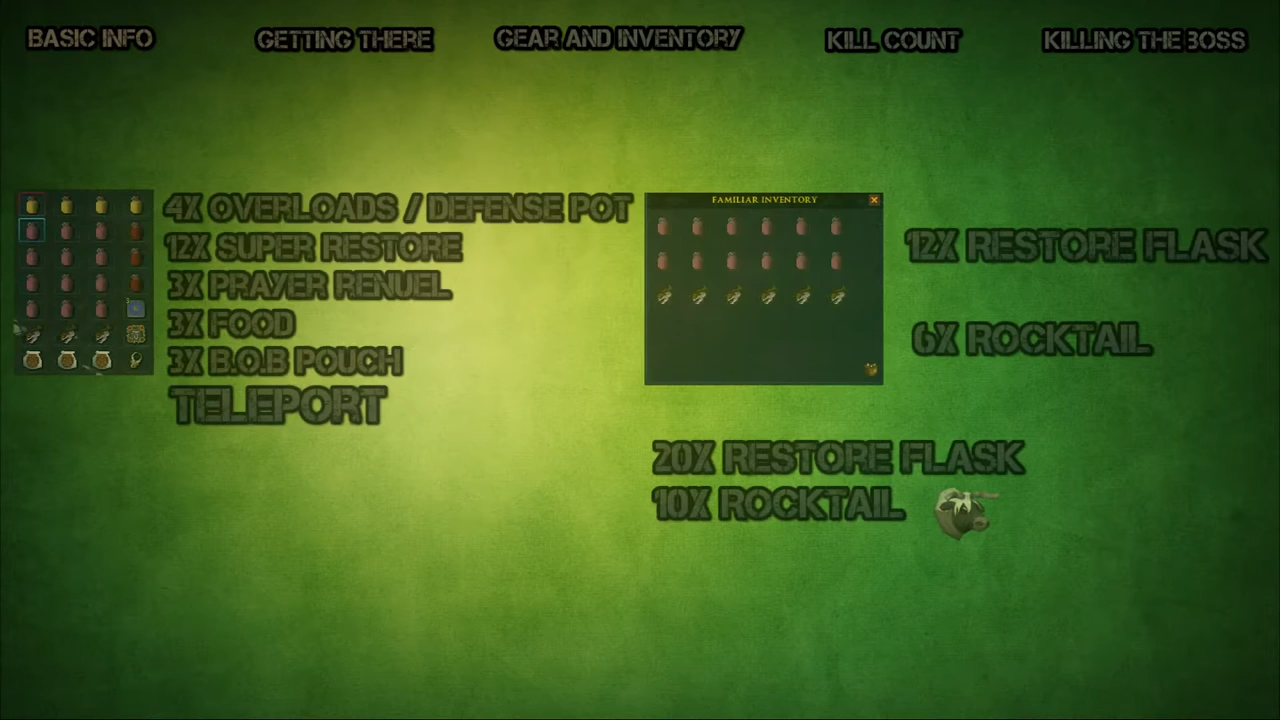 BASIC INFO
GETTING THERE
GEAR AND INVENTORY
KILL COUNT
KILLING THE BOSS
4X OVERLOADS / DEFENSE POT
12X SUPER RESTORE
3X PRAYER RENUEL
3X FOOD
3X B.O.B POUCH
TELEPORT
FAMILIAR INVENTORY
12X RESTORE FLASK
6X ROCKTAIL
20X RESTORE FLASK
10X ROCKTAIL